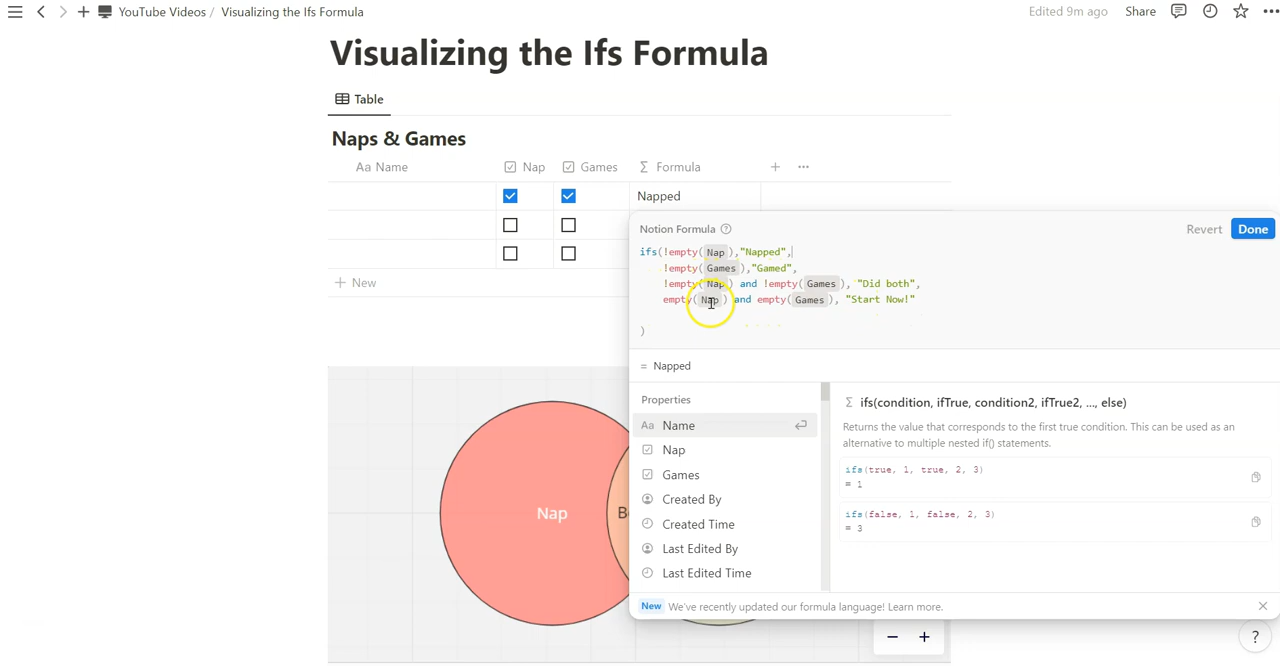 YouTube Videos / Visualizing the Ifs Formula
Edited 9m ago Share
Visualizing the Ifs Formula
Table
Naps & Games
Aa Name Nap Games Σ Formula
Napped
+ New
Notion Formula Revert Done
ifs(!empty(Nap),"Napped",
!empty(Games),"Gamed",
!empty(Nap) and !empty(Games), "Did both",
empty(Nap) and empty(Games), "Start Now!"
)
= Napped
Properties
Aa Name
Nap
Games
Created By
Created Time
Last Edited By
Last Edited Time
Σ ifs(condition, ifTrue, condition2, ifTrue2, ..., else)
Returns the value that corresponds to the first true condition. This can be used as an
alternative to multiple nested if() statements.
ifs(true, 1, true, 2, 3)
= 1
ifs(false, 1, false, 2, 3)
= 3
New We've recently updated our formula language! Learn more.
Nap
?